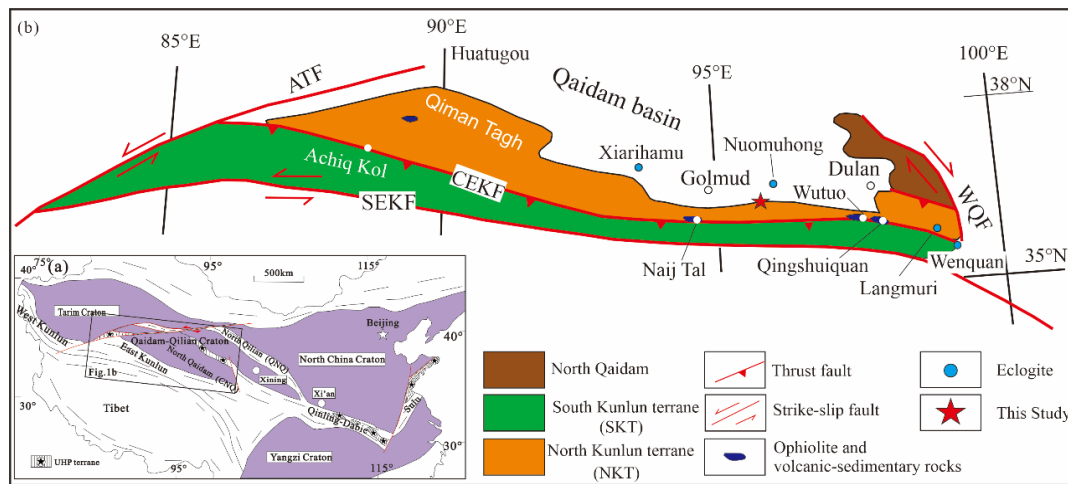 (b)
85°E
90°E
Huatugou
95°E
100°E
38°N
ATF
Qaidam basin
Qiman Tagh
Xiarihamu
Nuomuhong
Golmud
Dulan
Wutuo
Achiq Kol
CEKF
SEKF
WQF
Naij Tal
Qingshuiquan
Wenquan
Langmuri
35°N
(a)
75°
40°
95°
500km
115°
Tarim Craton
West Kunlun
Qaidam-Qilian Craton
North Qilian (QNQ)
North Qaidam (CNQ)
East Kunlun
Fig.1b
Xining
Beijing
40°
North China Craton
Xi'an
30°
Tibet
Qinling-Dabie
Sulu
30°
Yangzi Craton
95°
115°
UHP terrane
North Qaidam
South Kunlun terrane
(SKT)
North Kunlun terrane
(NKT)
Thrust fault
Strike-slip fault
Ophiolite and
volcanic-sedimentary rocks
Eclogite
This Study